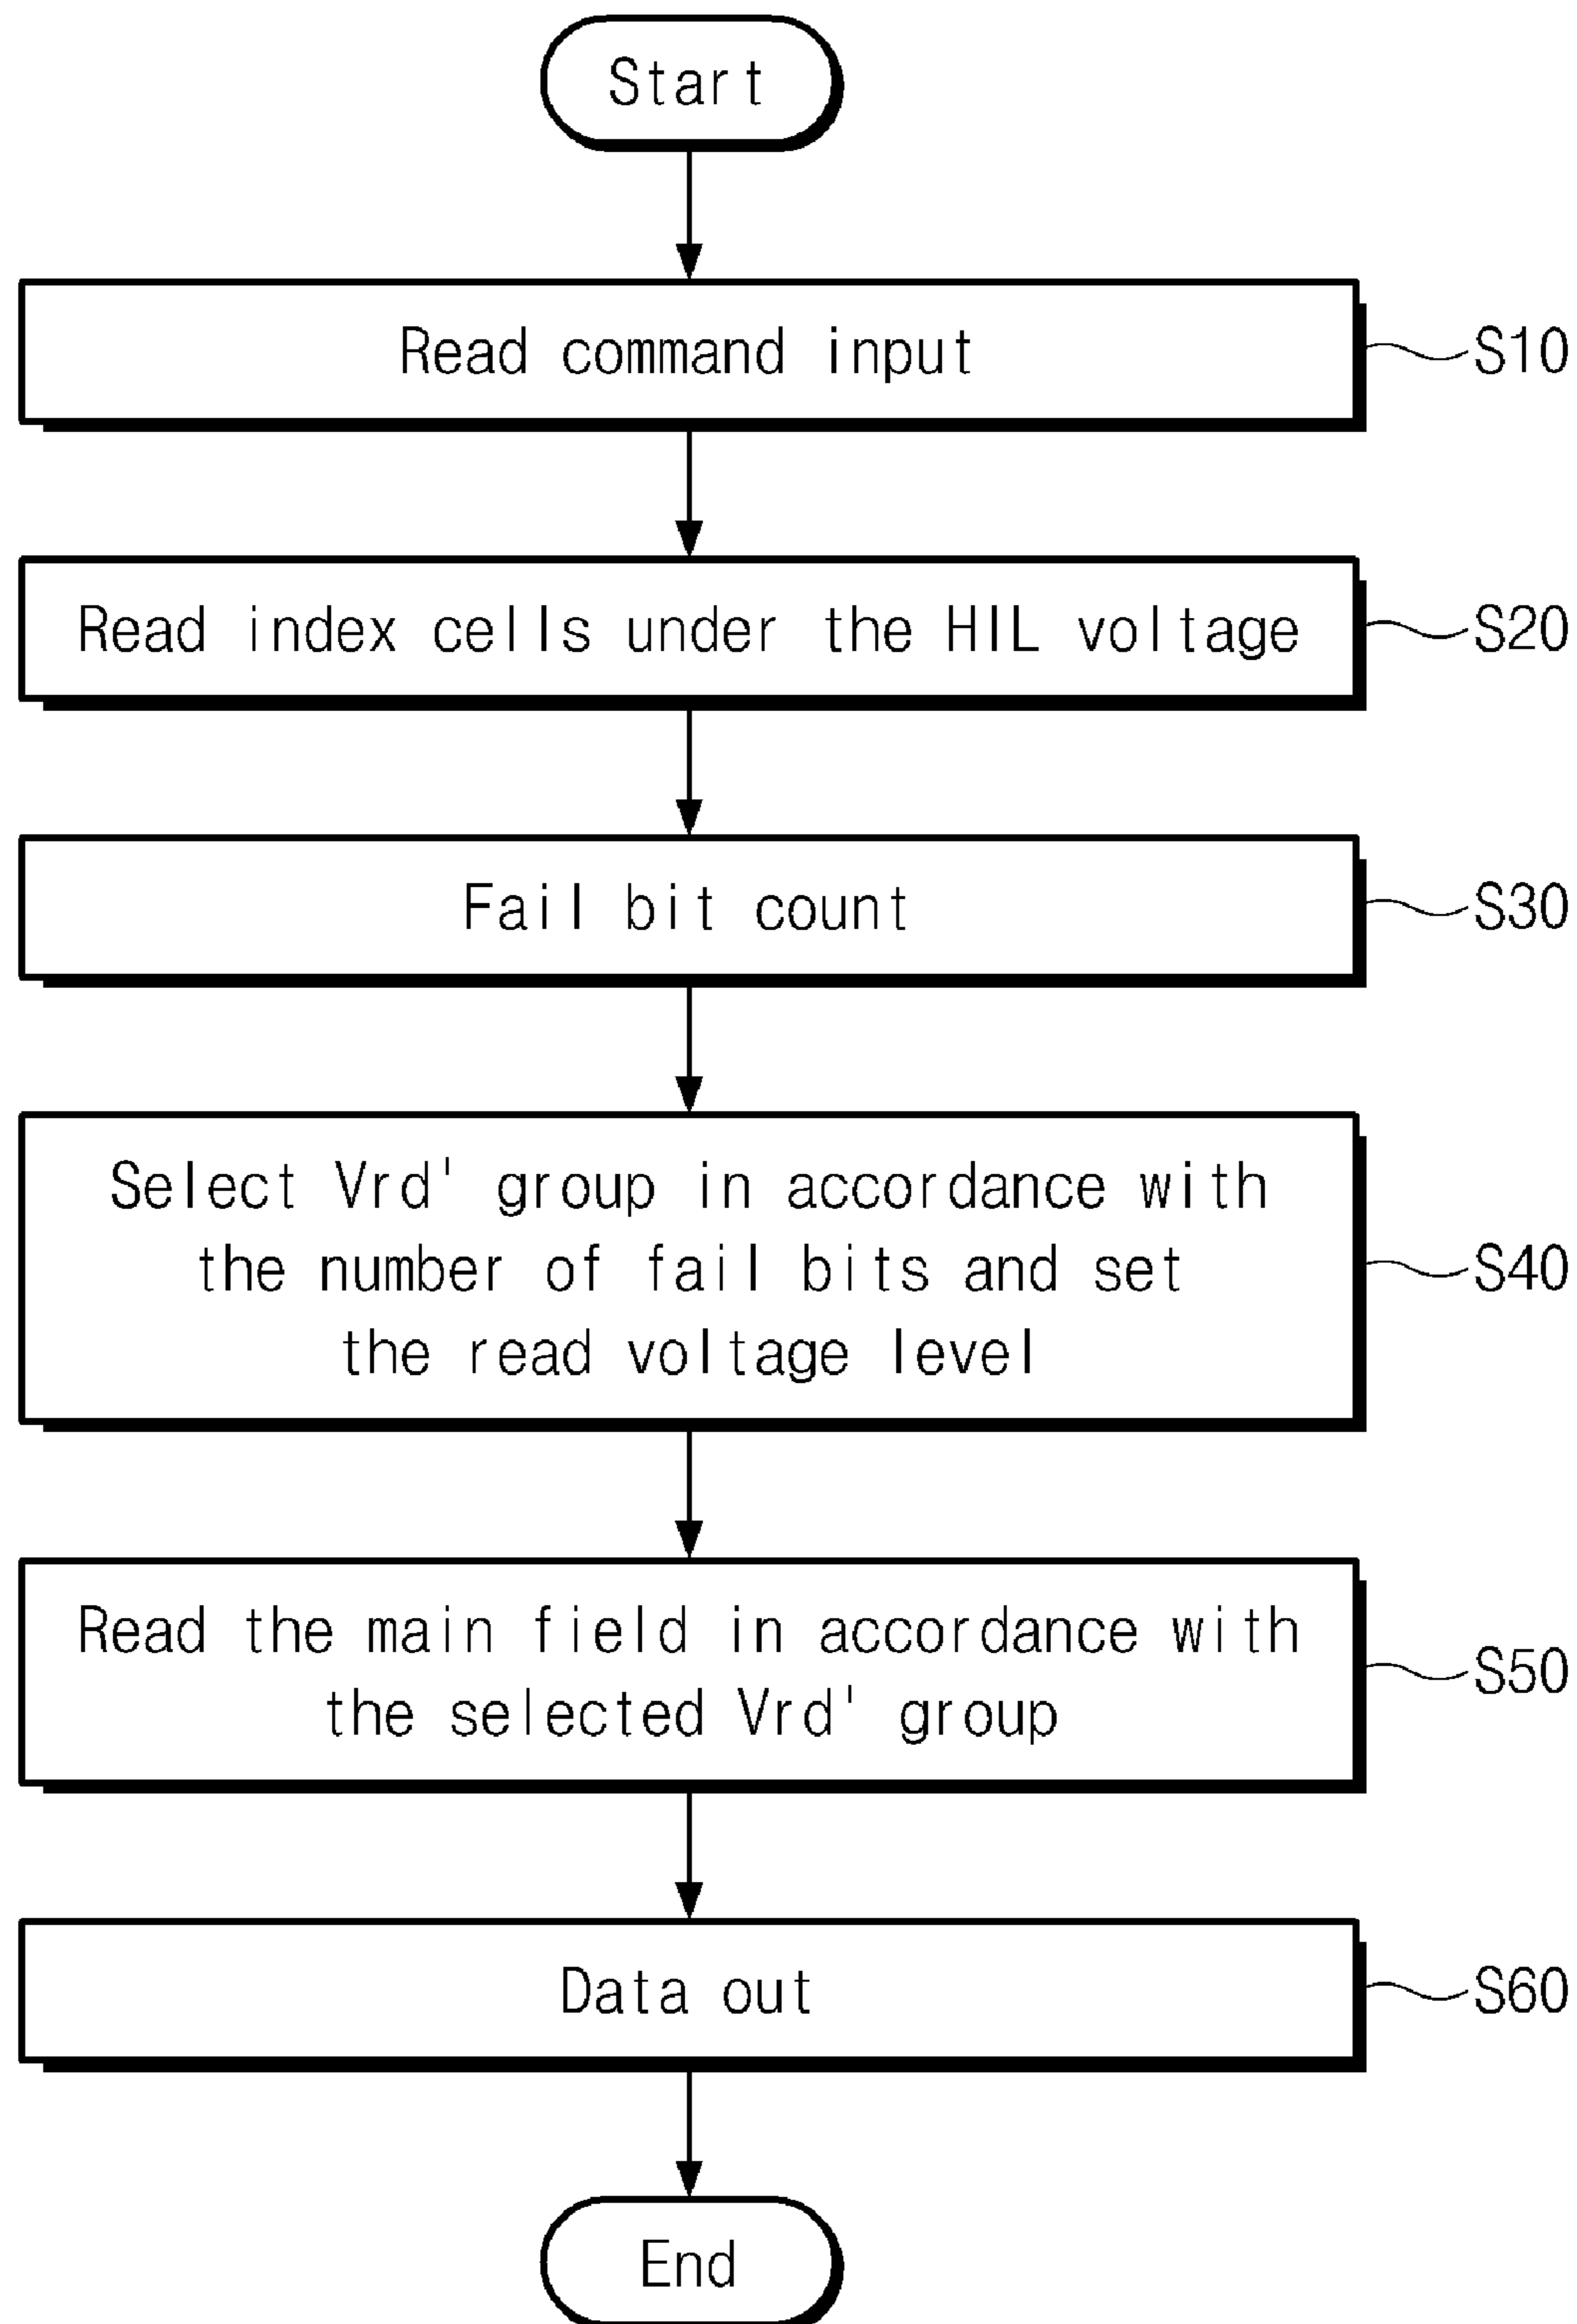 Start
Read command input
S10
Read index cells under the HIL voltage
S20
Fail bit count
S30
Select Vrd' group in accordance with
the number of fail bits and set
the read voltage level
S40
Read the main field in accordance with
the selected Vrd' group
S50
Data out
S60
End